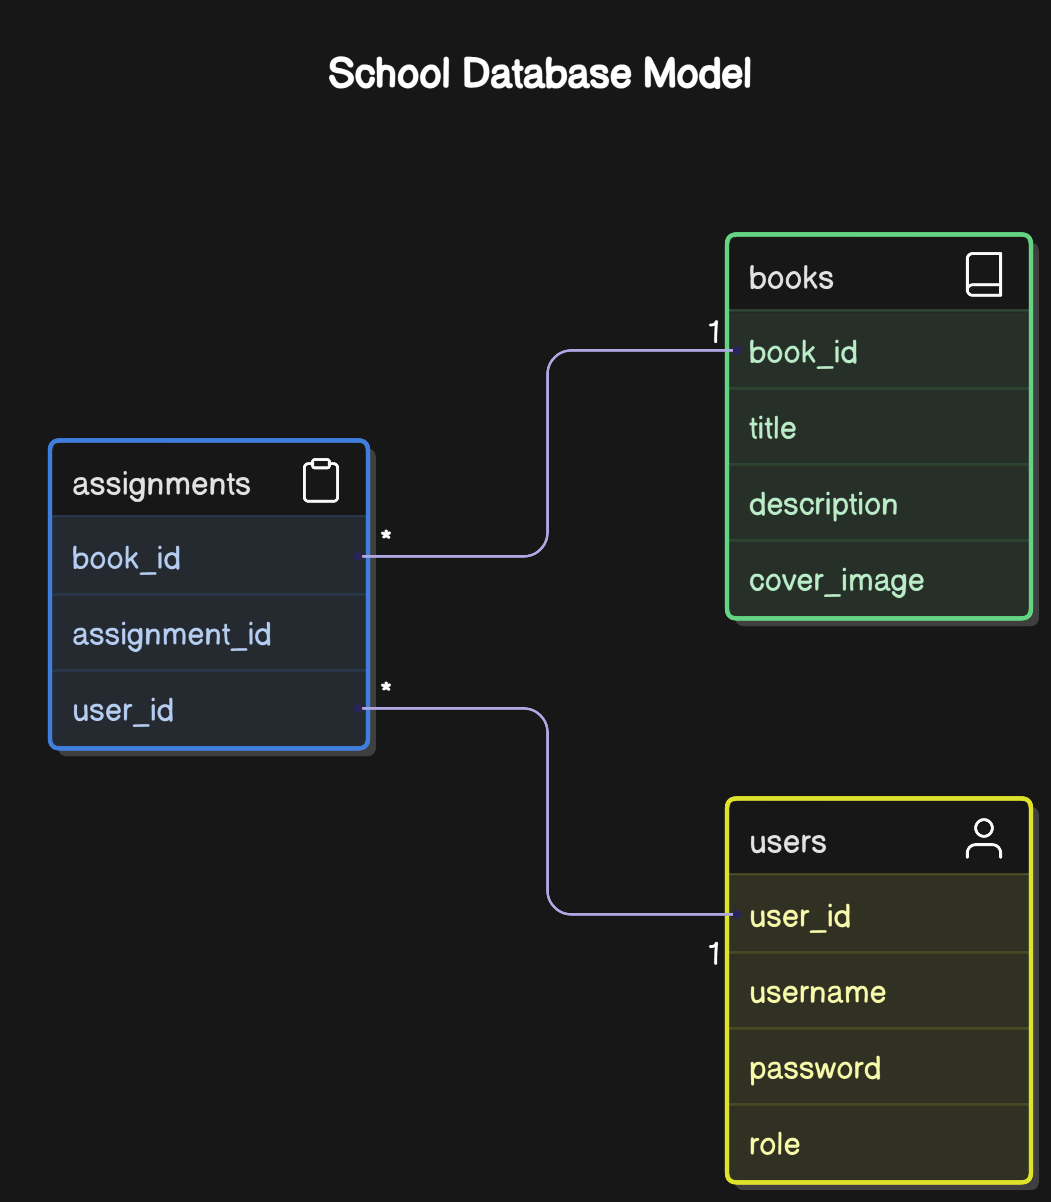 School Database Model
books
1
book_id
title
description
cover_image
assignments
*
book_id
assignment_id
*
user_id
users
user_id
1
username
password
role